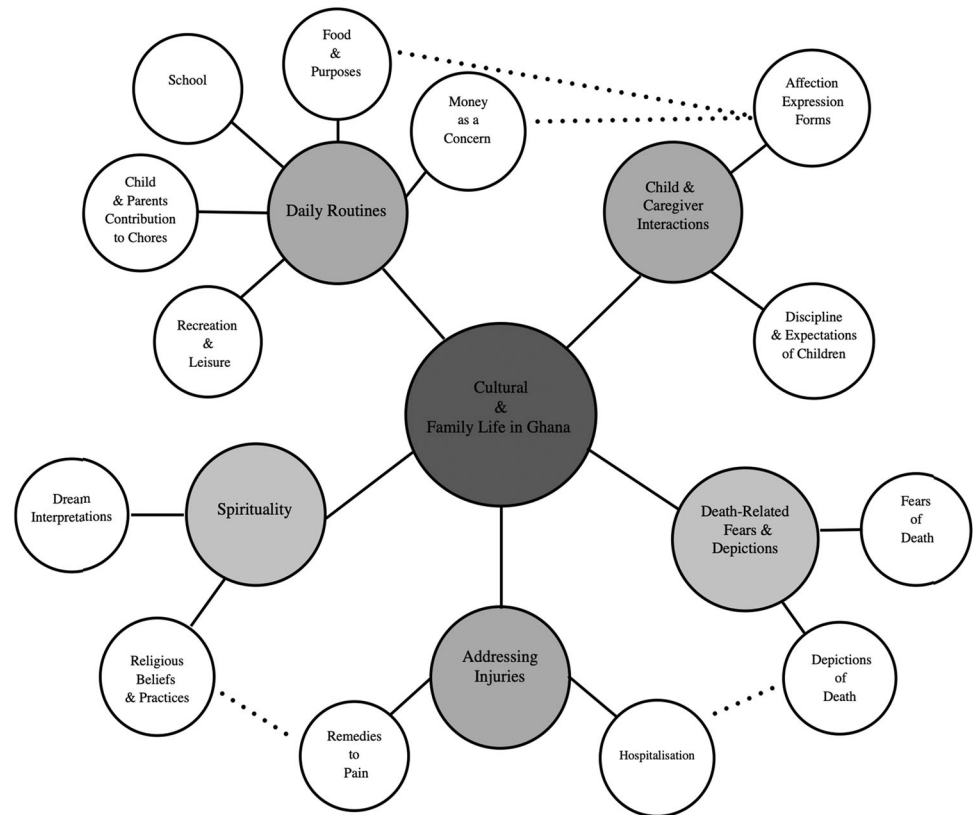 Food
&
Purposes
School
Money
as a
Concern
Affection
Expression
Forms
Child
& Parents
Contribution
to Chores
Daily Routines
Child &
Caregiver
Interactions
Recreation
&
Leisure
Discipline
& Expectations
of Children
Cultural
&
Family Life in Ghana
Dream
Interpretations
Spirituality
Death-Related
Fears &
Depictions
Fears
of
Death
Religious
Beliefs
& Practices
Addressing
Injuries
Depictions
of
Death
Remedies
to
Pain
Hospitalisation